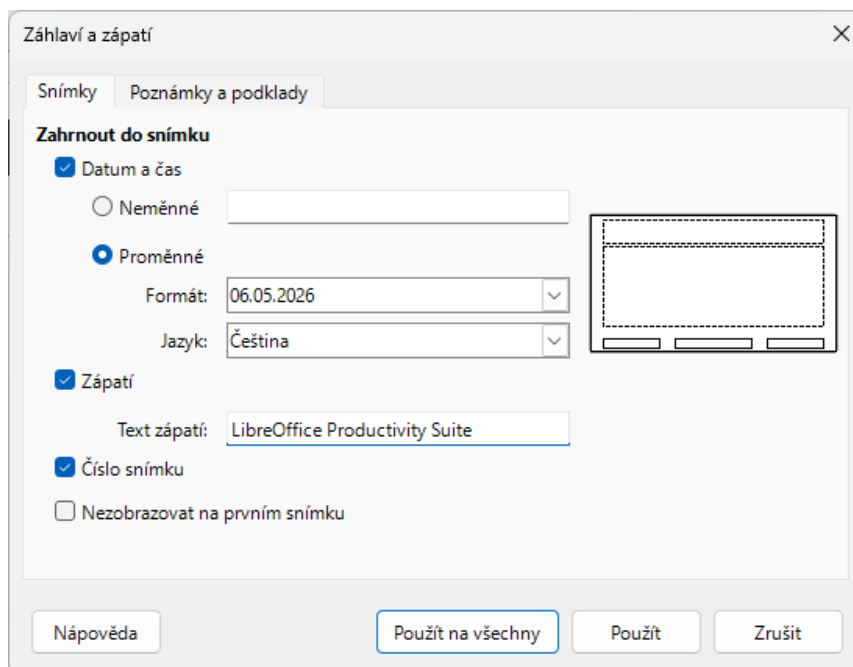 Záhlaví a zápatí
Snímky Poznámky a podklady
Zahrnout do snímku
Datum a čas
Neměnné
Proměnné
Formát: 06.05.2026
Jazyk: Čeština
Zápatí
Text zápatí: LibreOffice Productivity Suite
Číslo snímku
Nezobrazovat na prvním snímku
Nápověda Použít na všechny Použít Zrušit